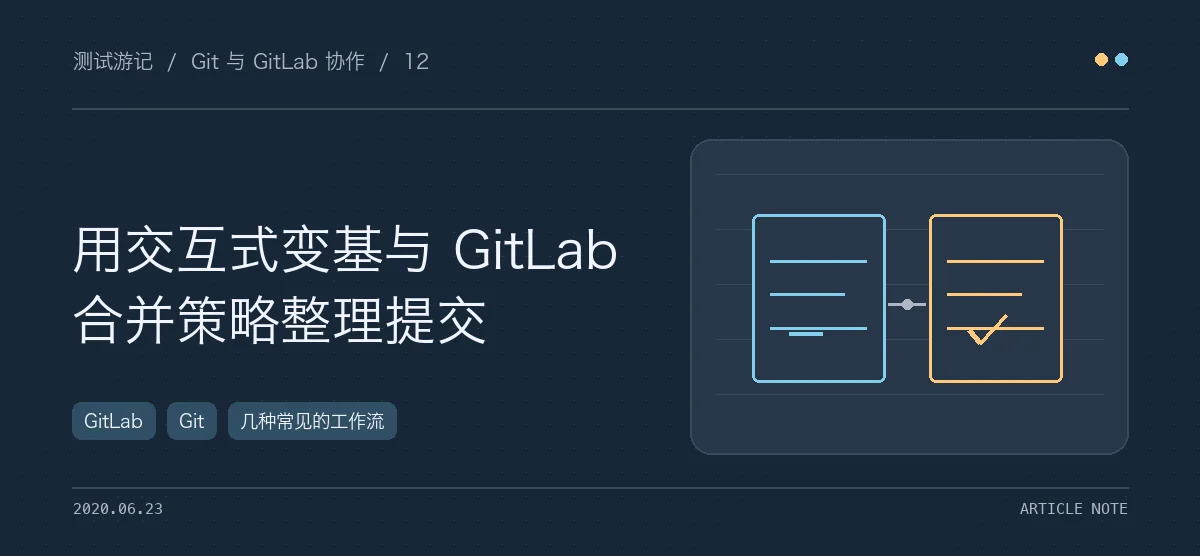 测试游记 / Git 与 GitLab 协作 / 12
用交互式变基与 GitLab
合并策略整理提交
GitLab Git 几种常见的工作流
2020.06.23
ARTICLE NOTE